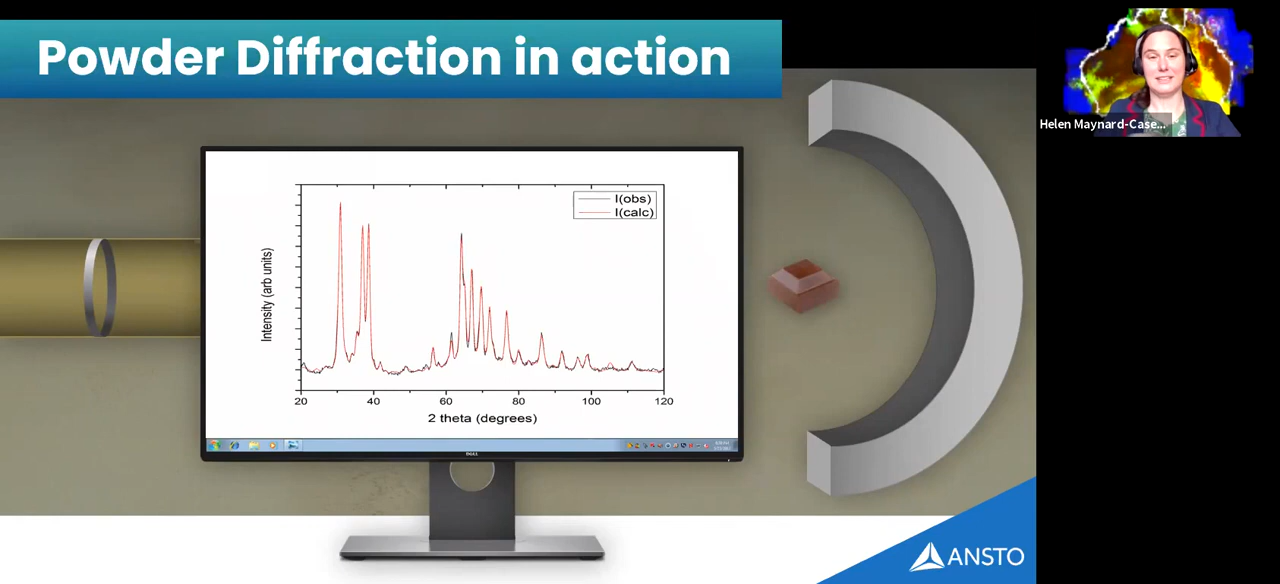 Powder Diffraction in action
Helen Maynard-Case...
I(obs)
I(calc)
Intensity (arb units)
20 40 60 80 100 120
2 theta (degrees)
DELL
ANSTO